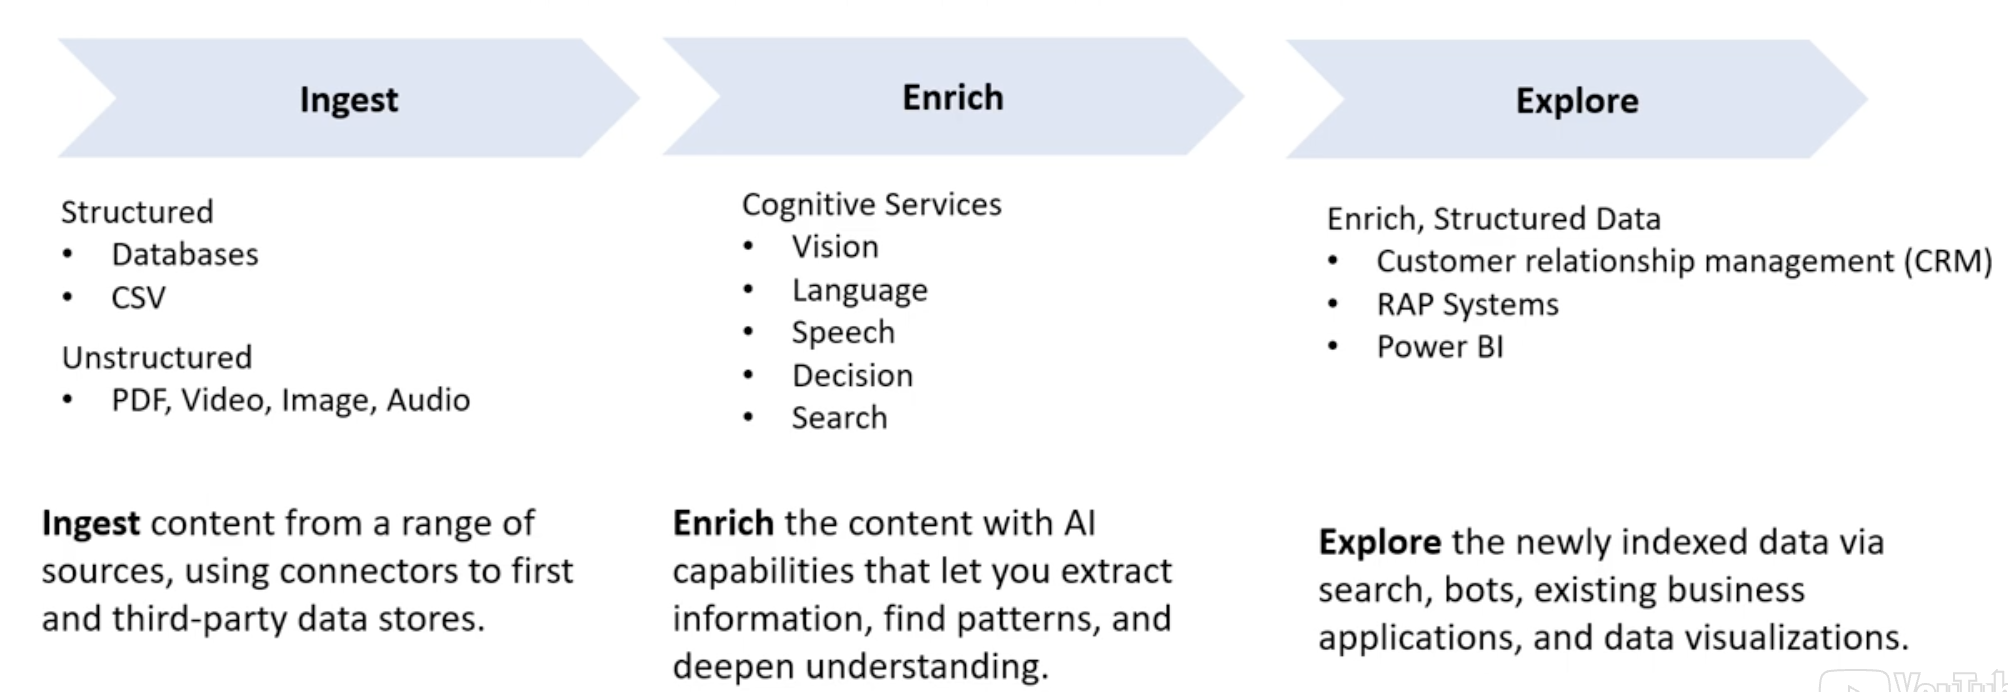 Ingest
Enrich
Explore
Structured
• Databases
• CSV
Unstructured
• PDF, Video, Image, Audio
Cognitive Services
• Vision
• Language
• Speech
• Decision
• Search
Enrich, Structured Data
• Customer relationship management (CRM)
• RAP Systems
• Power BI
Ingest content from a range of
sources, using connectors to first
and third-party data stores.
Enrich the content with AI
capabilities that let you extract
information, find patterns, and
deepen understanding.
Explore the newly indexed data via
search, bots, existing business
applications, and data visualizations.